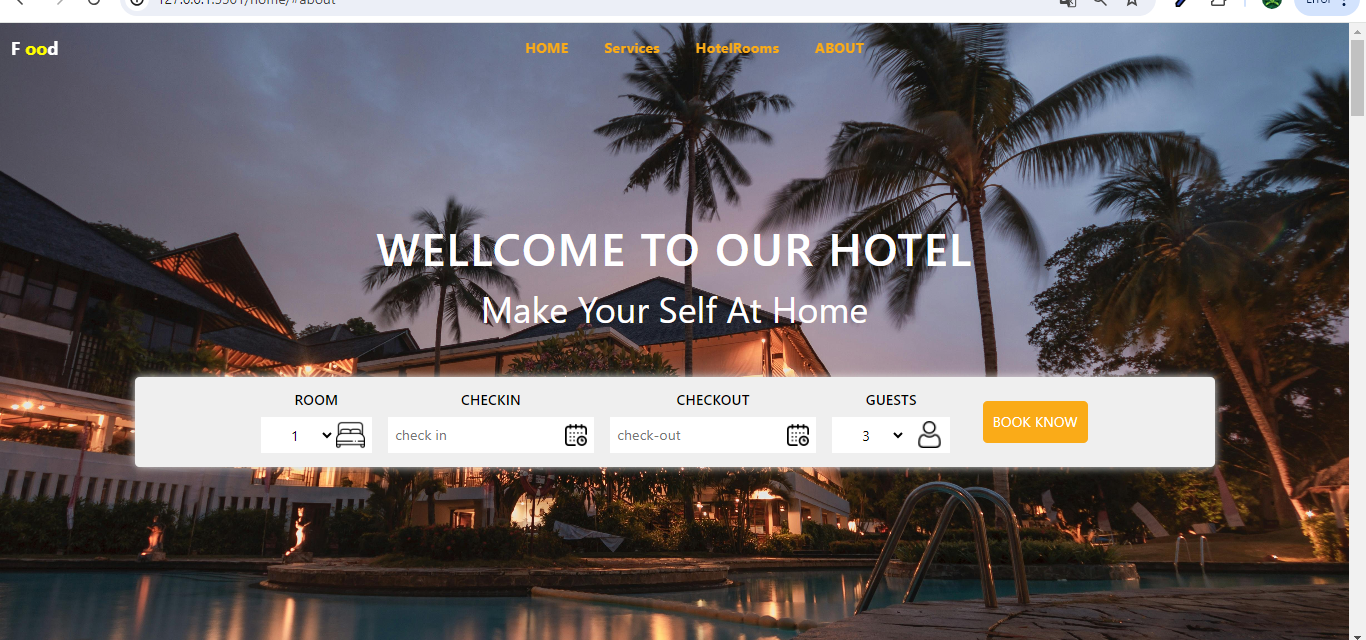 127.0.0.1:5501/home/#about
Error
F ood
HOME Services HotelRooms ABOUT
WELLCOME TO OUR HOTEL
Make Your Self At Home
ROOM CHECKIN CHECKOUT GUESTS
1 check in check-out 3 BOOK KNOW